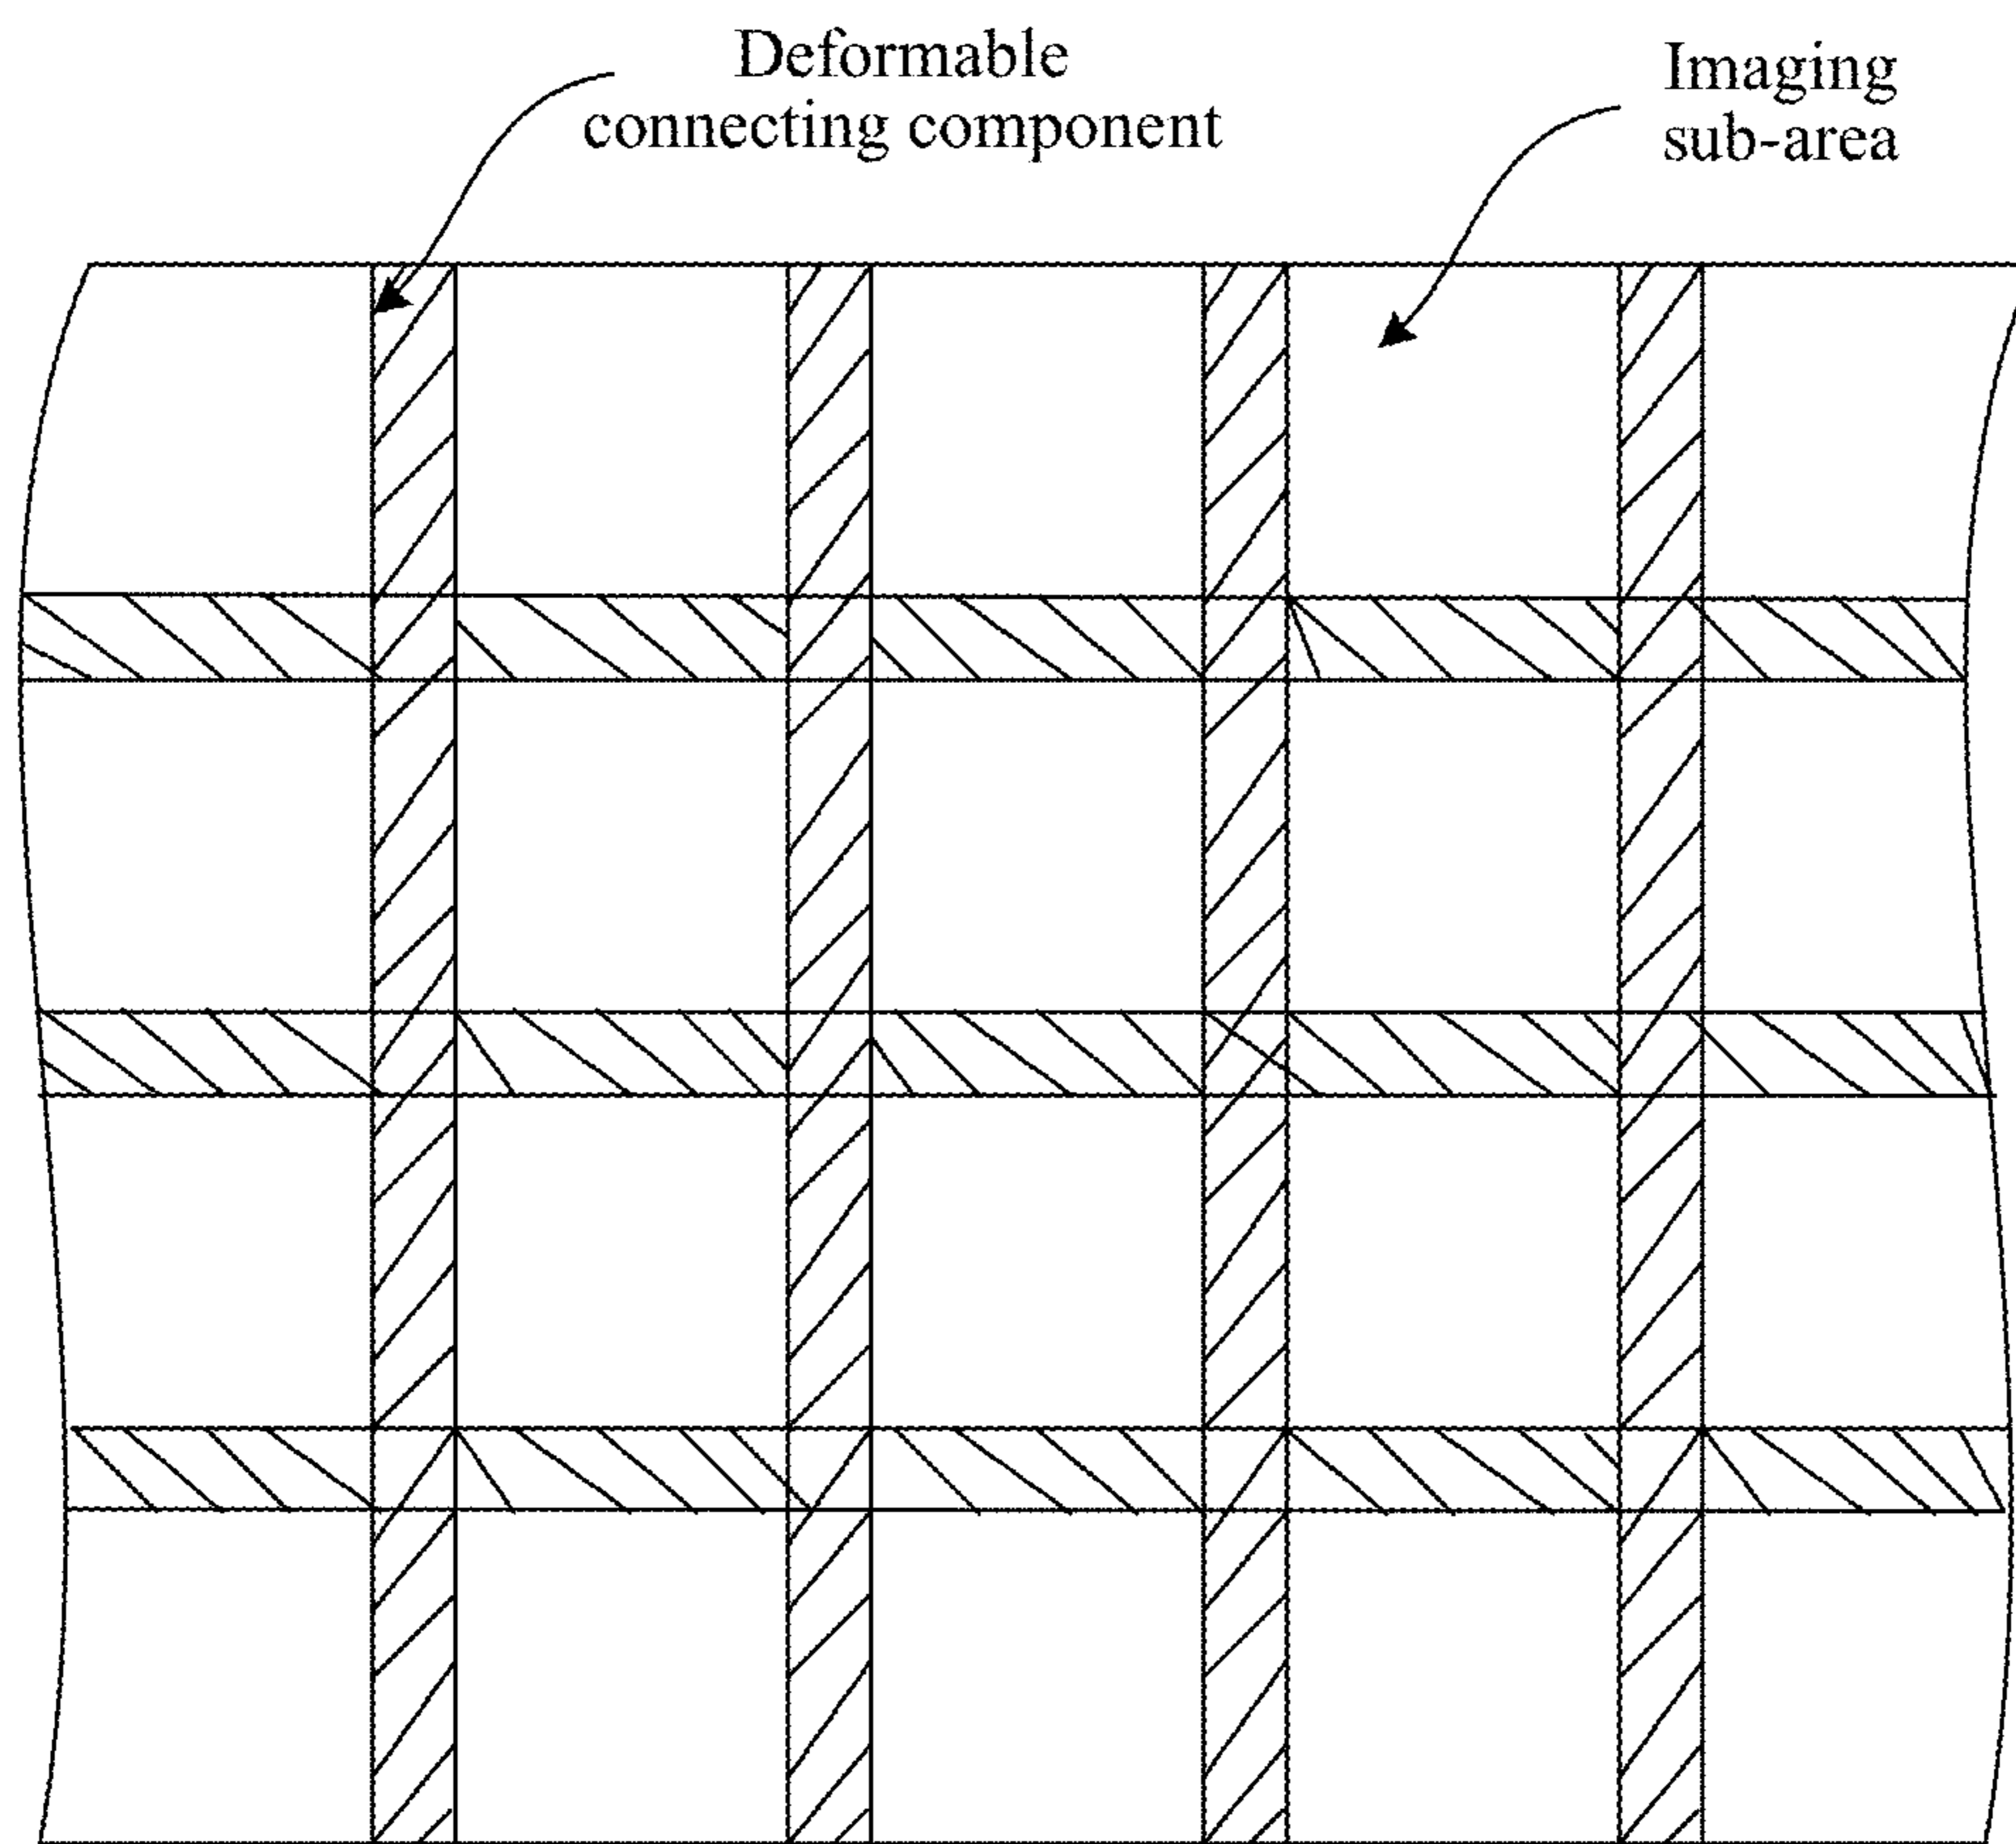 Deformable
connecting component
Imaging
sub-area